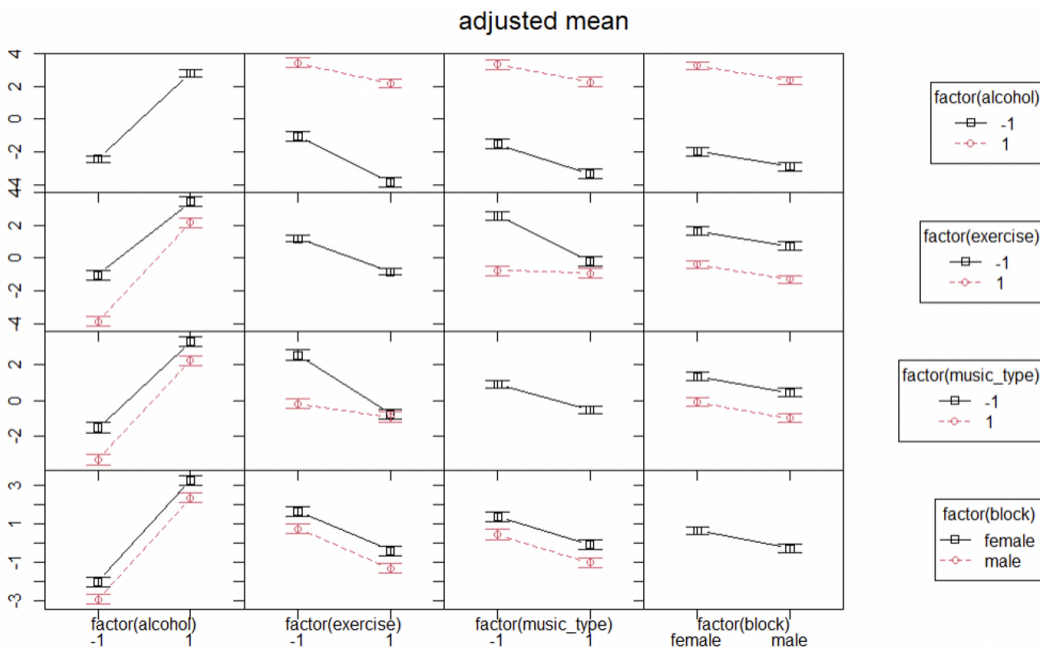 adjusted mean
4
2
0
-2
-4
4
2
0
-2
-4
2
0
-2
3
1
-1
-3
factor(alcohol)
-1
1
factor(exercise)
-1
1
factor(music_type)
-1
1
factor(block)
female
male
factor(alcohol) factor(exercise) factor(music_type) factor(block)
-1 1 -1 1 -1 1 female male